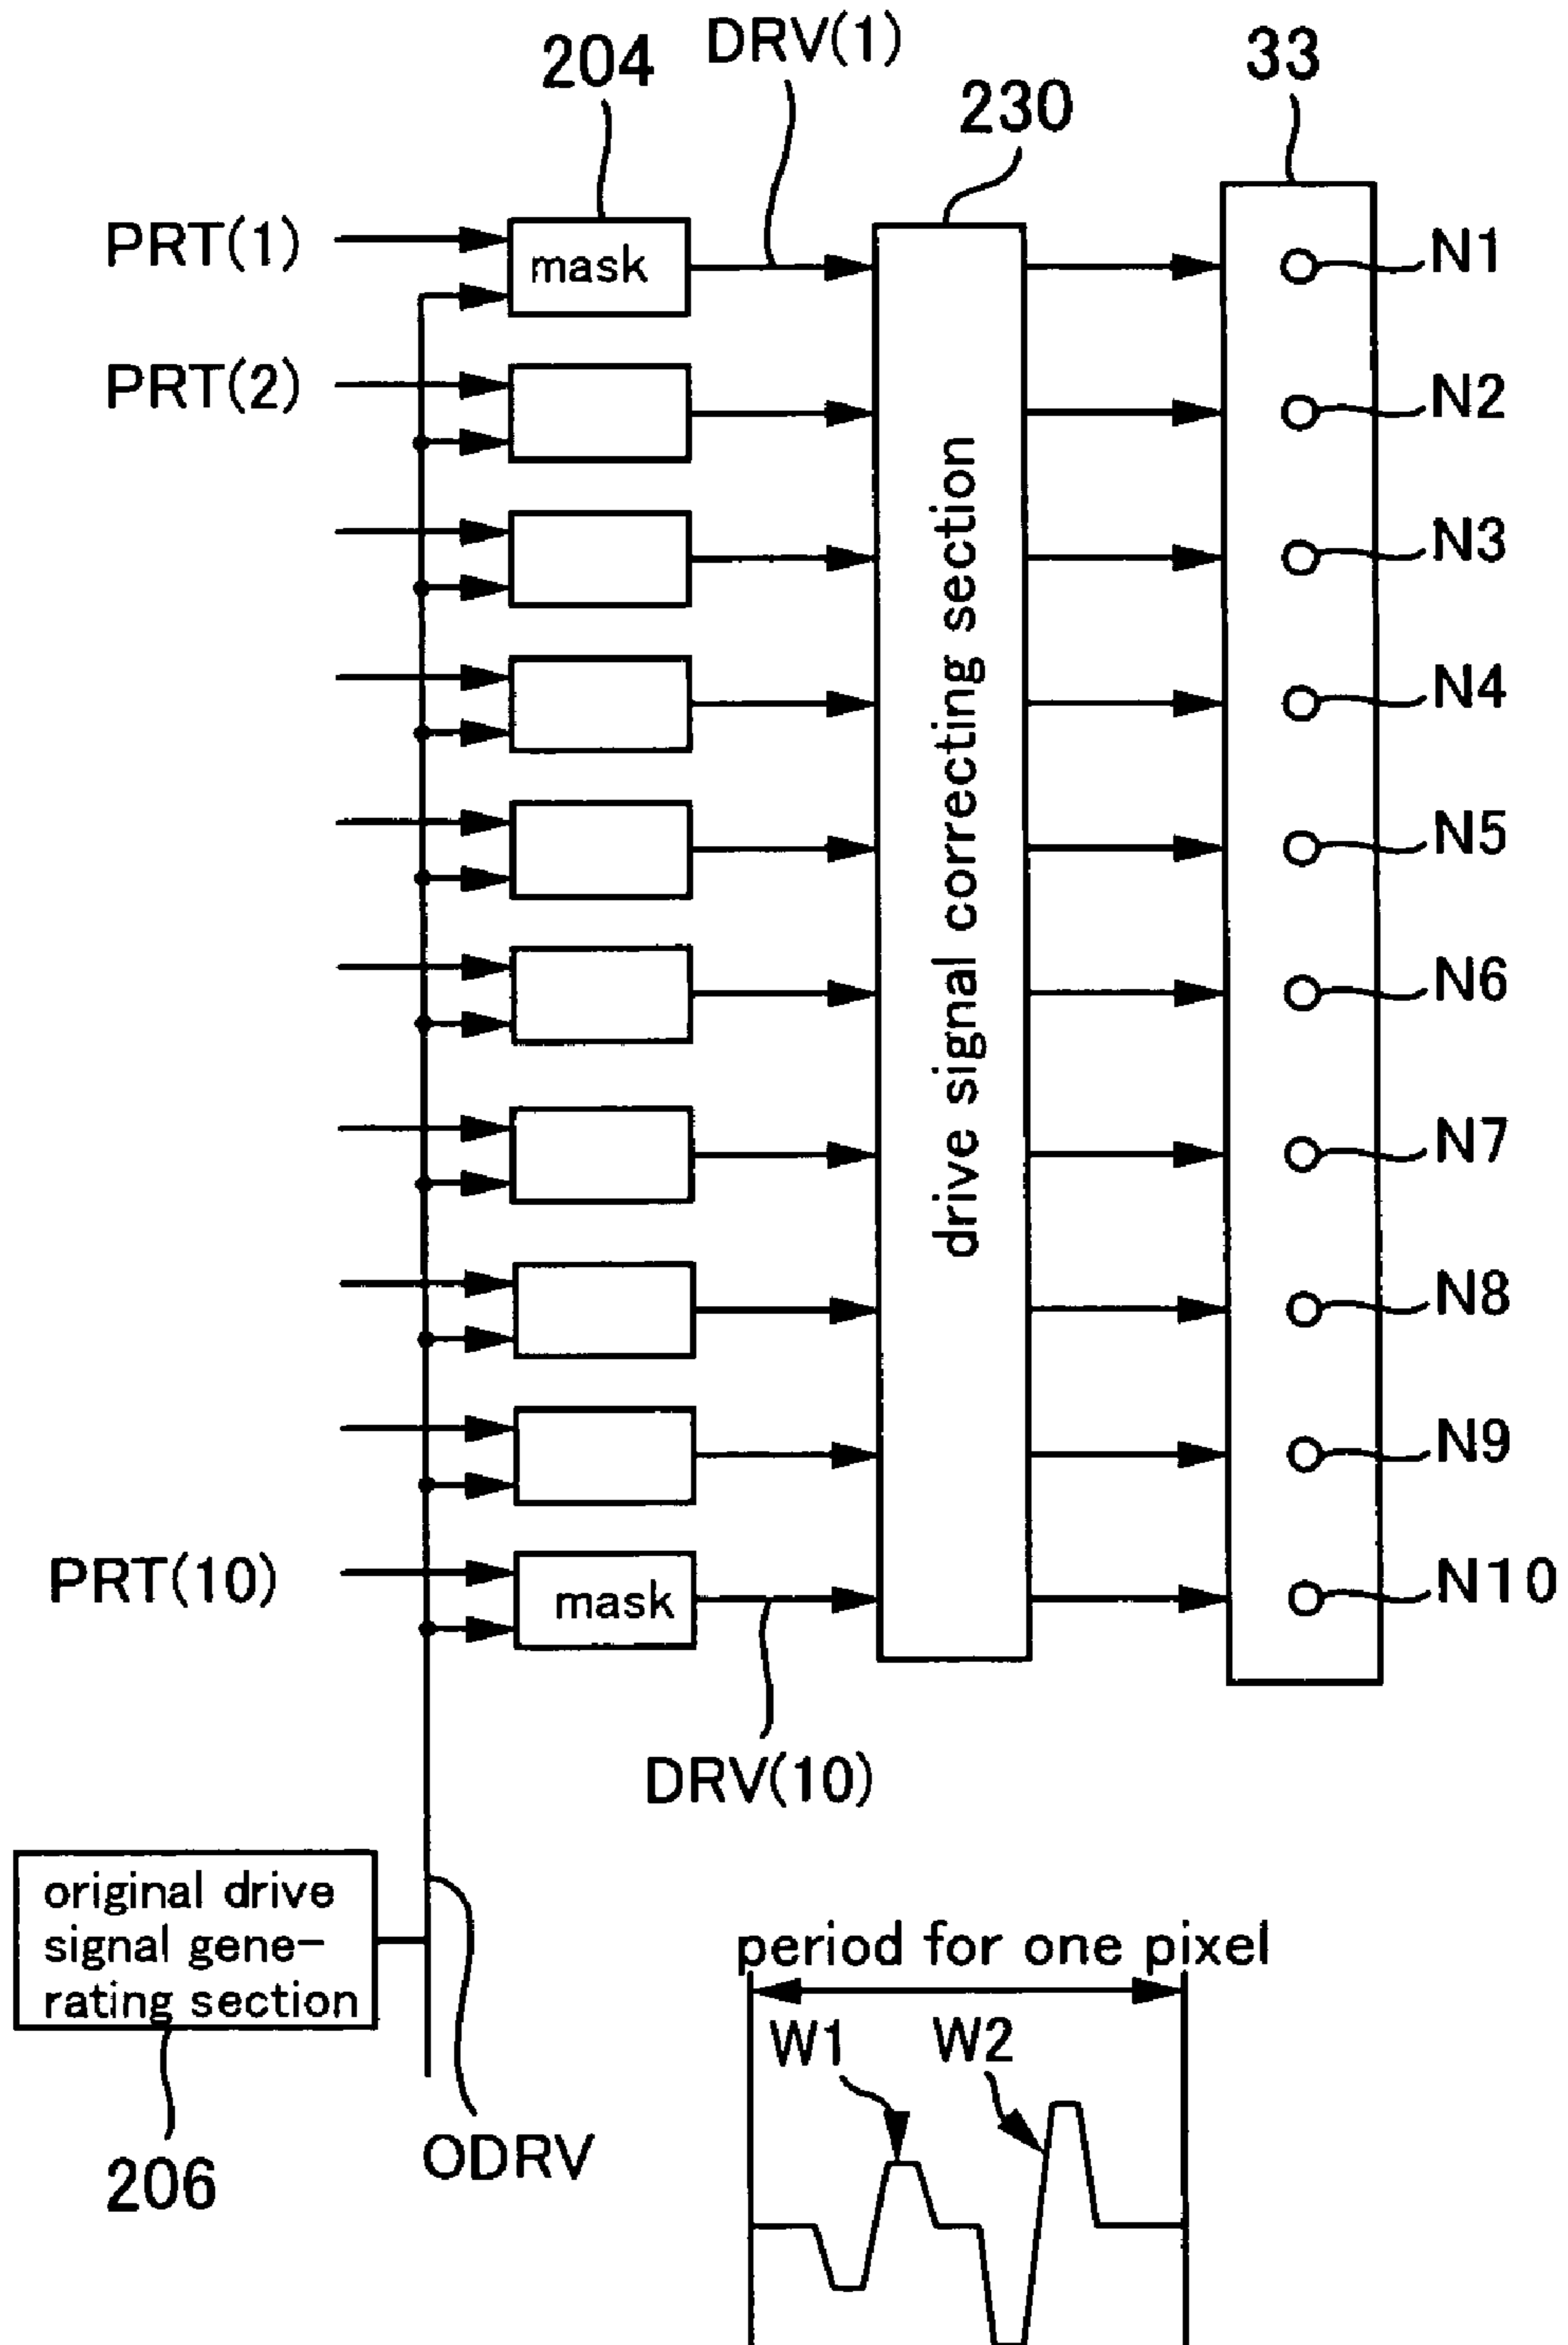 DRV(1)
204
33
230
PRT(1)
mask
N1
PRT(2)
N2
N3
N4
drive signal correcting section
N5
N6
N7
N8
N9
PRT(10)
mask
N10
DRV(10)
original drive
signal gene-
rating section
period for one pixel
W1
W2
ODRV
206